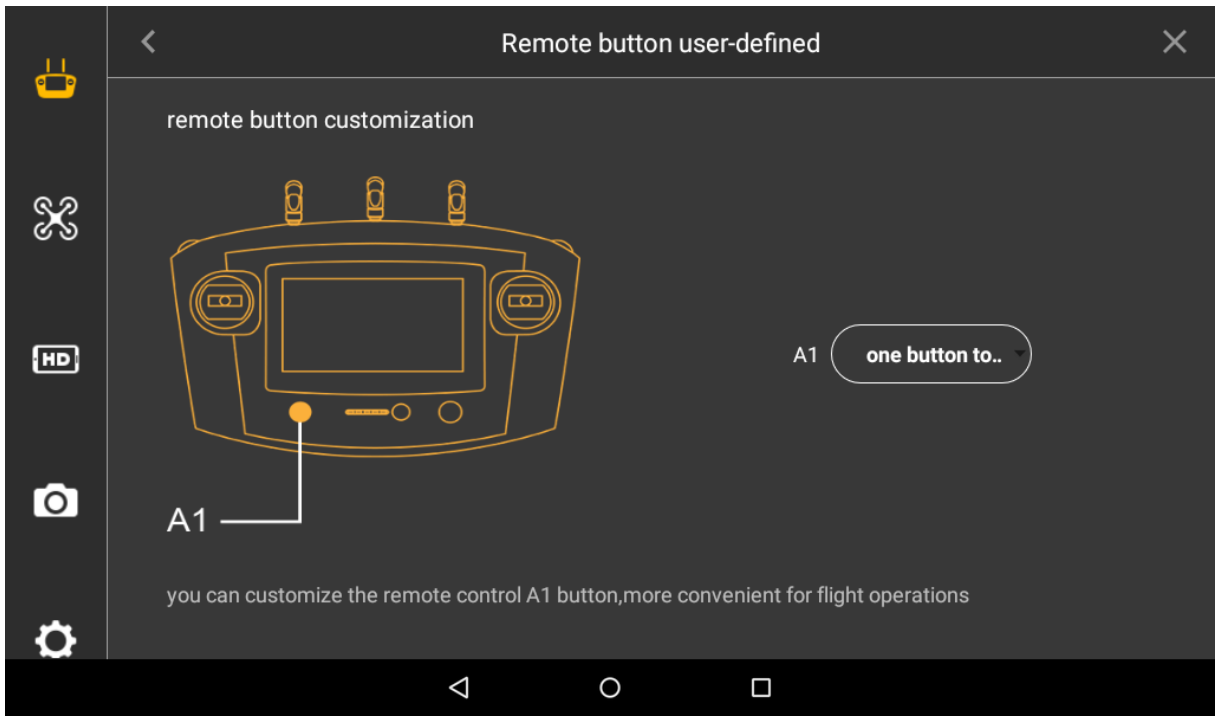 Remote button user-defined
remote button customization
HD
A1 one button to..
A1
you can customize the remote control A1 button,more convenient for flight operations